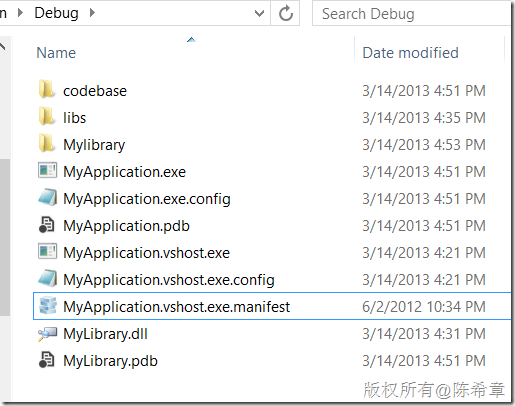 n Debug Search Debug
Name Date modified
codebase 3/14/2013 4:51 PM
libs 3/14/2013 4:35 PM
Mylibrary 3/14/2013 4:53 PM
MyApplication.exe 3/14/2013 4:51 PM
MyApplication.exe.config 3/14/2013 4:51 PM
MyApplication.pdb 3/14/2013 4:51 PM
MyApplication.vshost.exe 3/14/2013 4:21 PM
MyApplication.vshost.exe.config 3/14/2013 4:21 PM
MyApplication.vshost.exe.manifest 6/2/2012 10:34 PM
MyLibrary.dll 3/14/2013 4:31 PM
MyLibrary.pdb 3/14/2013 4:51 PM
版权所有@陈希章